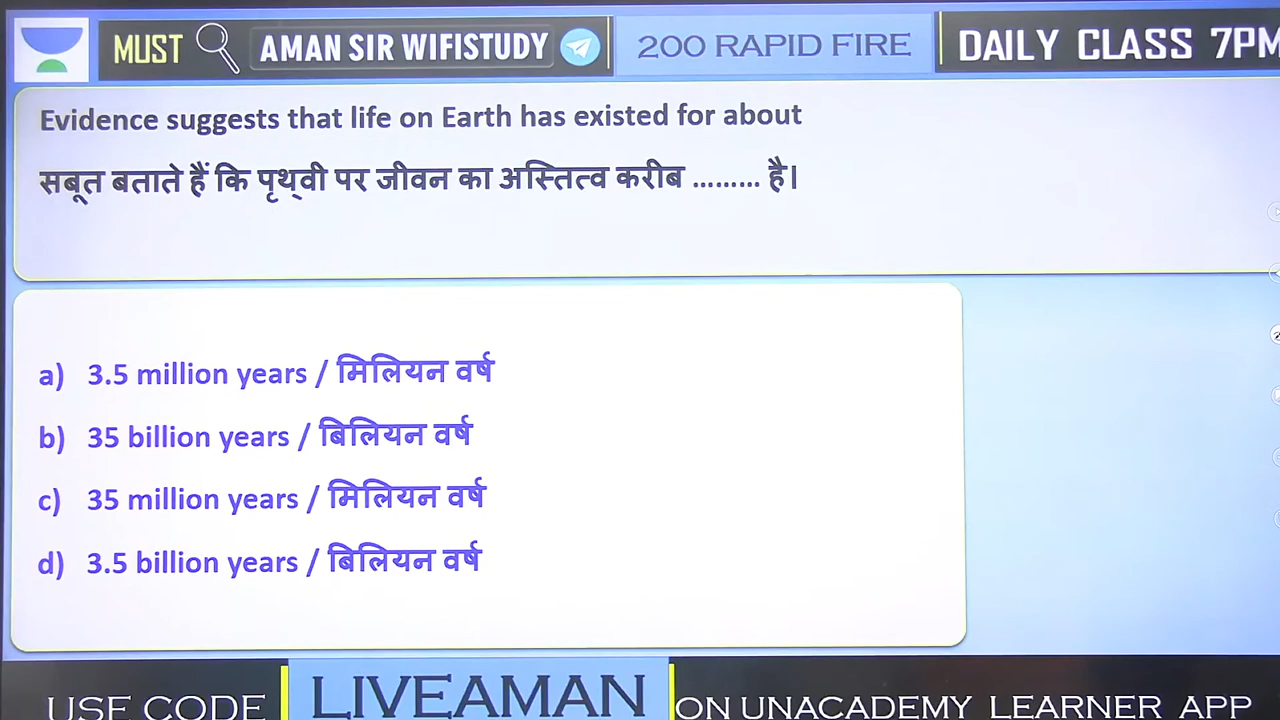 MUST AMAN SIR WIFISTUDY 200 RAPID FIRE DAILY CLASS 7PM
Evidence suggests that life on Earth has existed for about
सबूत बताते हैं कि पृथ्वी पर जीवन का अस्तित्व करीब ......... है।
a) 3.5 million years / मिलियन वर्ष
b) 35 billion years / बिलियन वर्ष
c) 35 million years / मिलियन वर्ष
d) 3.5 billion years / बिलियन वर्ष
USE CODE LIVEAMAN ON UNACADEMY LEARNER APP